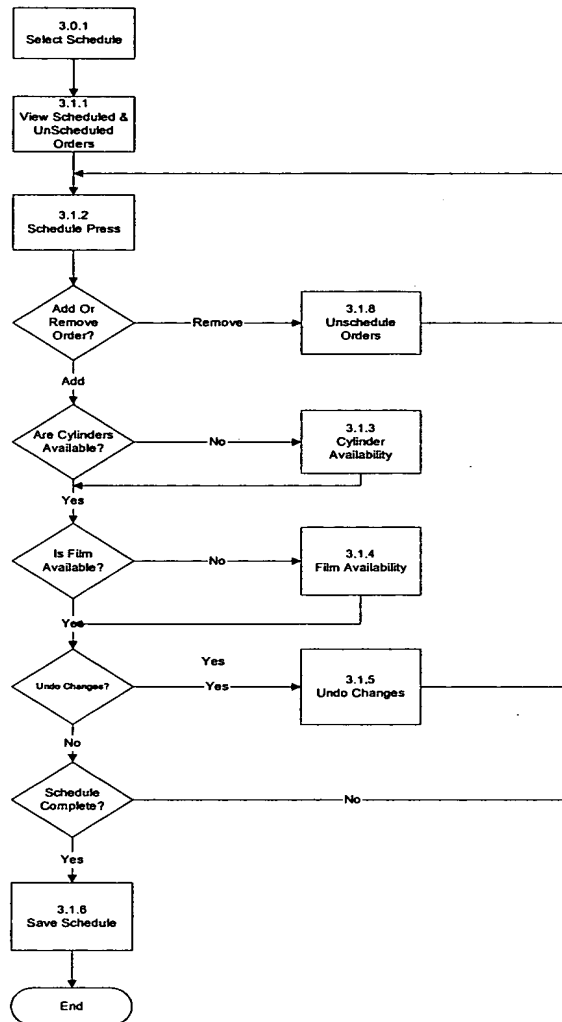 3.0.1
Select Schedule
3.1.1
View Scheduled &
UnScheduled
Orders
3.1.2
Schedule Press
Add Or
Remove
Order?
Remove
3.1.8
Unschedule
Orders
Add
Are Cylinders
Available?
No
3.1.3
Cylinder
Availability
Yes
Is Film
Available?
No
3.1.4
Film Availability
Yes
Undo Changes?
Yes
Yes
3.1.5
Undo Changes
No
Schedule
Complete?
No
Yes
3.1.6
Save Schedule
End